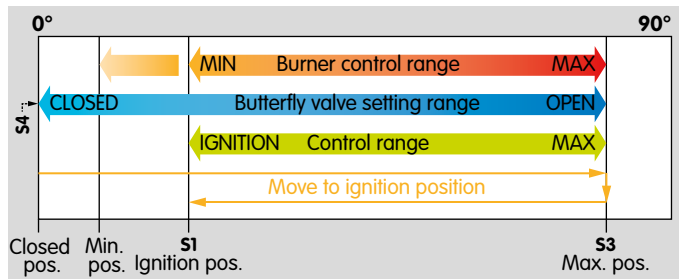 0° 90°
MIN Burner control range MAX
CLOSED Butterfly valve setting range OPEN
S4
IGNITION Control range MAX
Move to ignition position
Closed pos.
Min. pos.
S1
Ignition pos.
S3
Max. pos.